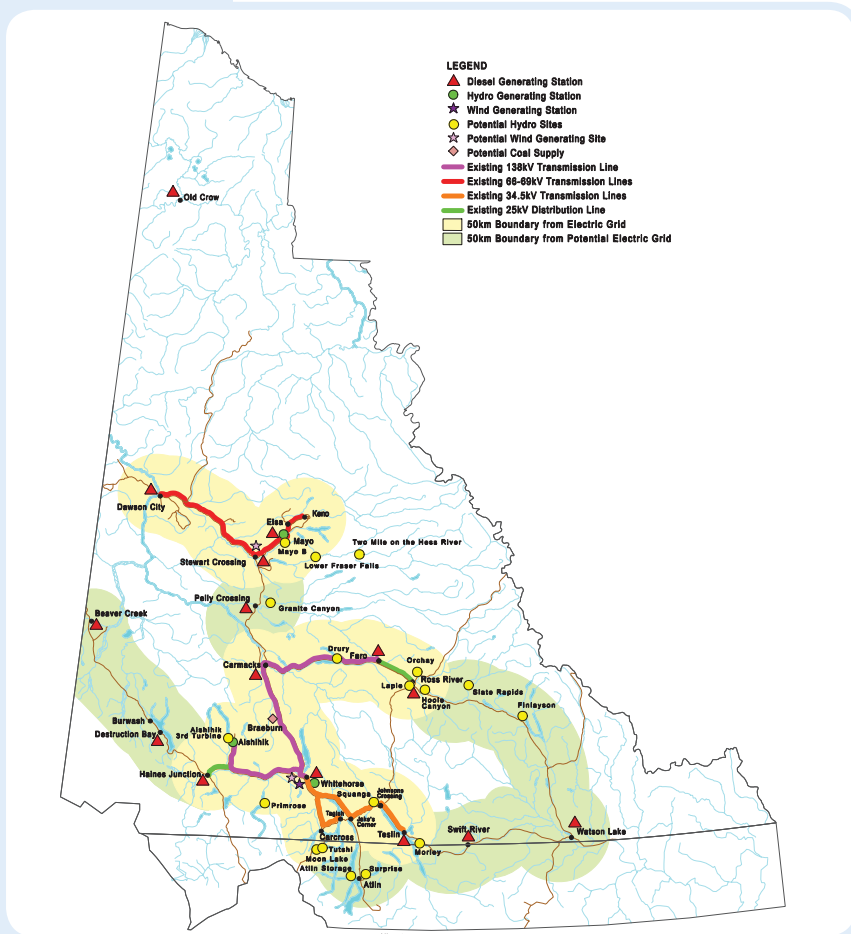 LEGEND
Diesel Generating Station
Hydro Generating Station
Wind Generating Station
Potential Hydro Sites
Potential Wind Generating Site
Potential Coal Supply
Existing 138kV Transmission Line
Existing 66-69kV Transmission Lines
Existing 34.5kV Transmission Lines
Existing 25kV Distribution Line
50km Boundary from Electric Grid
50km Boundary from Potential Electric Grid
Old Crow
Dawson City
Keno
Elsa
Mayo
Mayo B
Two Mile on the Hess River
Stewart Crossing
Lower Fraser Falls
Pelly Crossing
Granite Canyon
Beaver Creek
Drury
Faro
Orchay
Carmacks
Ross River
Lapie
Slate Rapids
Hoole
Canyon
Finlayson
Burwash
Braeburn
Destruction Bay
Aishihik
3rd Turbine
Aishihik
Haines Junction
Whitehorse
Squanga
Johnsons
Crossing
Primrose
Tagish
Jake's
Corner
Carcross
Teslin
Swift River
Watson Lake
Tutshi
Morley
Moon Lake
Atlin Storage
Surprise
Atlin